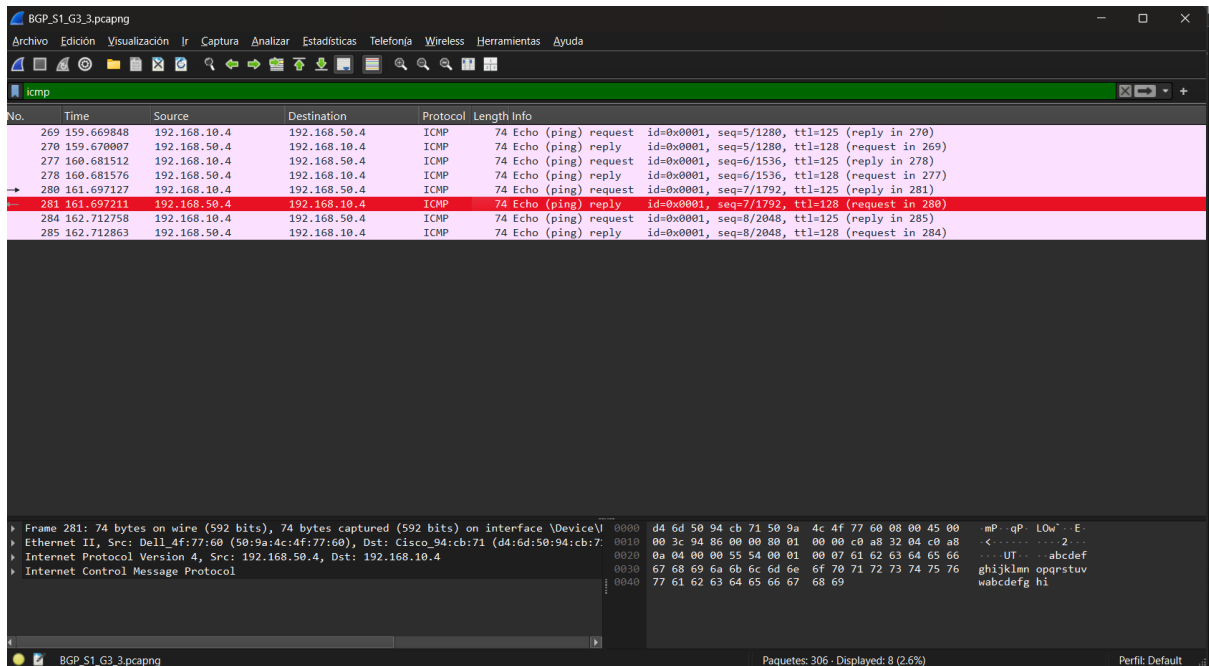 BGP_S1_G3_3.pcapng
Archivo Edición Visualización Ir Captura Analizar Estadísticas Telefonía Wireless Herramientas Ayuda
icmp
No. Time Source Destination Protocol Length Info
269 159.669848 192.168.10.4 192.168.50.4 ICMP 74 Echo (ping) request id=0x0001, seq=5/1280, ttl=125 (reply in 270)
270 159.670007 192.168.50.4 192.168.10.4 ICMP 74 Echo (ping) reply id=0x0001, seq=5/1280, ttl=128 (request in 269)
277 160.681512 192.168.10.4 192.168.50.4 ICMP 74 Echo (ping) request id=0x0001, seq=6/1536, ttl=125 (reply in 278)
278 160.681576 192.168.50.4 192.168.10.4 ICMP 74 Echo (ping) reply id=0x0001, seq=6/1536, ttl=128 (request in 277)
280 161.697127 192.168.10.4 192.168.50.4 ICMP 74 Echo (ping) request id=0x0001, seq=7/1792, ttl=125 (reply in 281)
281 161.697211 192.168.50.4 192.168.10.4 ICMP 74 Echo (ping) reply id=0x0001, seq=7/1792, ttl=128 (request in 280)
284 162.712758 192.168.10.4 192.168.50.4 ICMP 74 Echo (ping) request id=0x0001, seq=8/2048, ttl=125 (reply in 285)
285 162.712863 192.168.50.4 192.168.10.4 ICMP 74 Echo (ping) reply id=0x0001, seq=8/2048, ttl=128 (request in 284)
Frame 281: 74 bytes on wire (592 bits), 74 bytes captured (592 bits) on interface \Device\
Ethernet II, Src: Dell_4f:77:60 (50:9a:4c:4f:77:60), Dst: Cisco_94:cb:71 (d4:6d:50:94:cb:7
Internet Protocol Version 4, Src: 192.168.50.4, Dst: 192.168.10.4
Internet Control Message Protocol
0000 d4 6d 50 94 cb 71 50 9a 4c 4f 77 60 08 00 45 00 ·mP··qP· LOw`··E·
0010 00 3c 94 86 00 00 80 01 00 00 c0 a8 32 04 c0 a8 ·<······ ····2···
0020 0a 04 00 00 55 54 00 01 00 07 61 62 63 64 65 66 ····UT·· ··abcdef
0030 67 68 69 6a 6b 6c 6d 6e 6f 70 71 72 73 74 75 76 ghijklmn opqrstuv
0040 77 61 62 63 64 65 66 67 68 69 wabcdefg hi
BGP_S1_G3_3.pcapng
Paquetes: 306 · Displayed: 8 (2.6%)
Perfil: Default